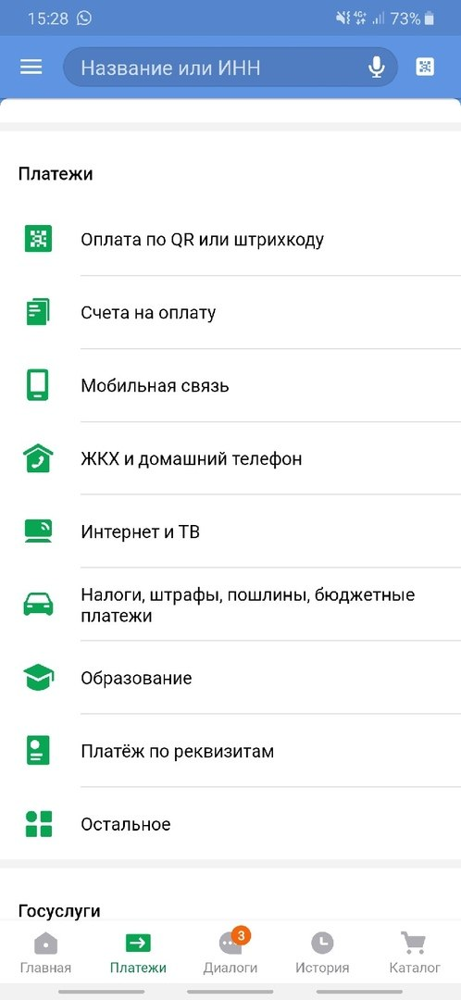 15:28
4G+
73%
Название или ИНН
Платежи
Оплата по QR или штрихкоду
Счета на оплату
Мобильная связь
ЖКХ и домашний телефон
Интернет и ТВ
Налоги, штрафы, пошлины, бюджетные
платежи
Образование
Платёж по реквизитам
Остальное
Госуслуги
3
Главная
Платежи
Диалоги
История
Каталог